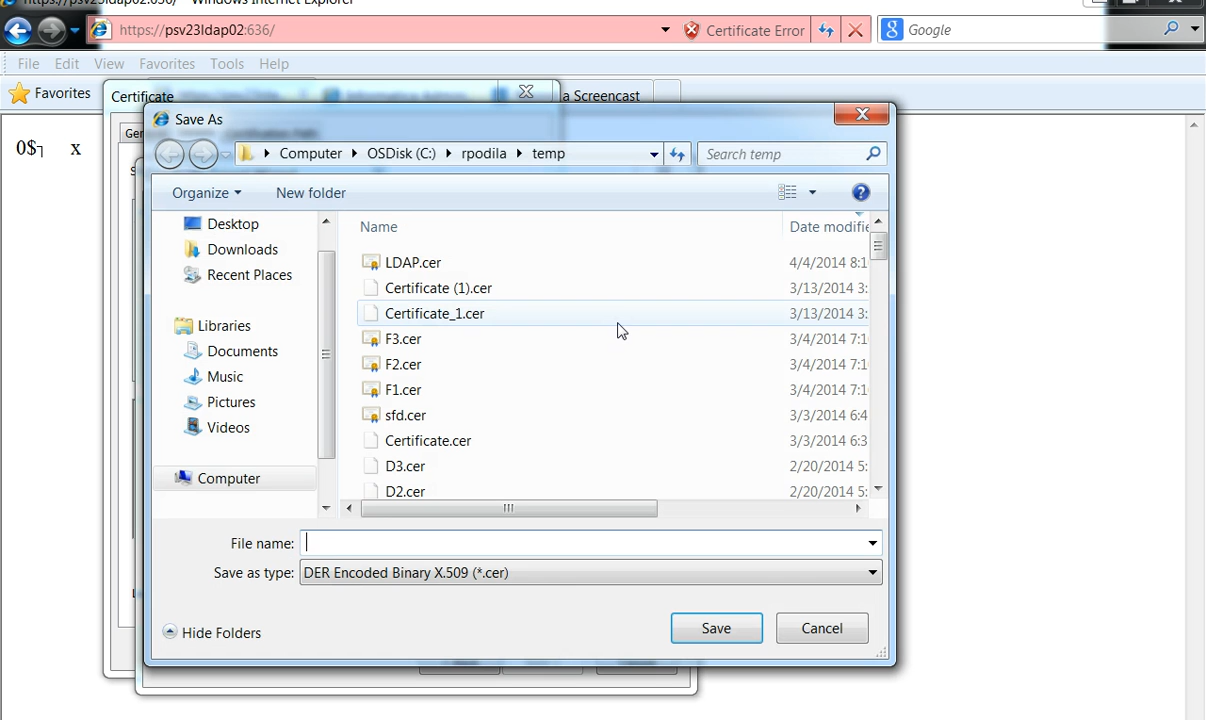 https://psv23ldap02:636/ - Windows Internet Explorer
https://psv23ldap02:636/
Certificate Error
Google
File Edit View Favorites Tools Help
Favorites
a Screencast
Certificate
Save As
0$┐ x
Computer OSDisk (C:) rpodila temp
Search temp
Organize New folder
Name Date modifie
Desktop
Downloads
Recent Places
Libraries
Documents
Music
Pictures
Videos
Computer
LDAP.cer 4/4/2014 8:1
Certificate (1).cer 3/13/2014 3:
Certificate_1.cer 3/13/2014 3:
F3.cer 3/4/2014 7:1
F2.cer 3/4/2014 7:1
F1.cer 3/4/2014 7:1
sfd.cer 3/3/2014 6:4
Certificate.cer 3/3/2014 6:3
D3.cer 2/20/2014 5:
D2.cer 2/20/2014 5:
File name:
Save as type: DER Encoded Binary X.509 (*.cer)
Hide Folders
Save Cancel